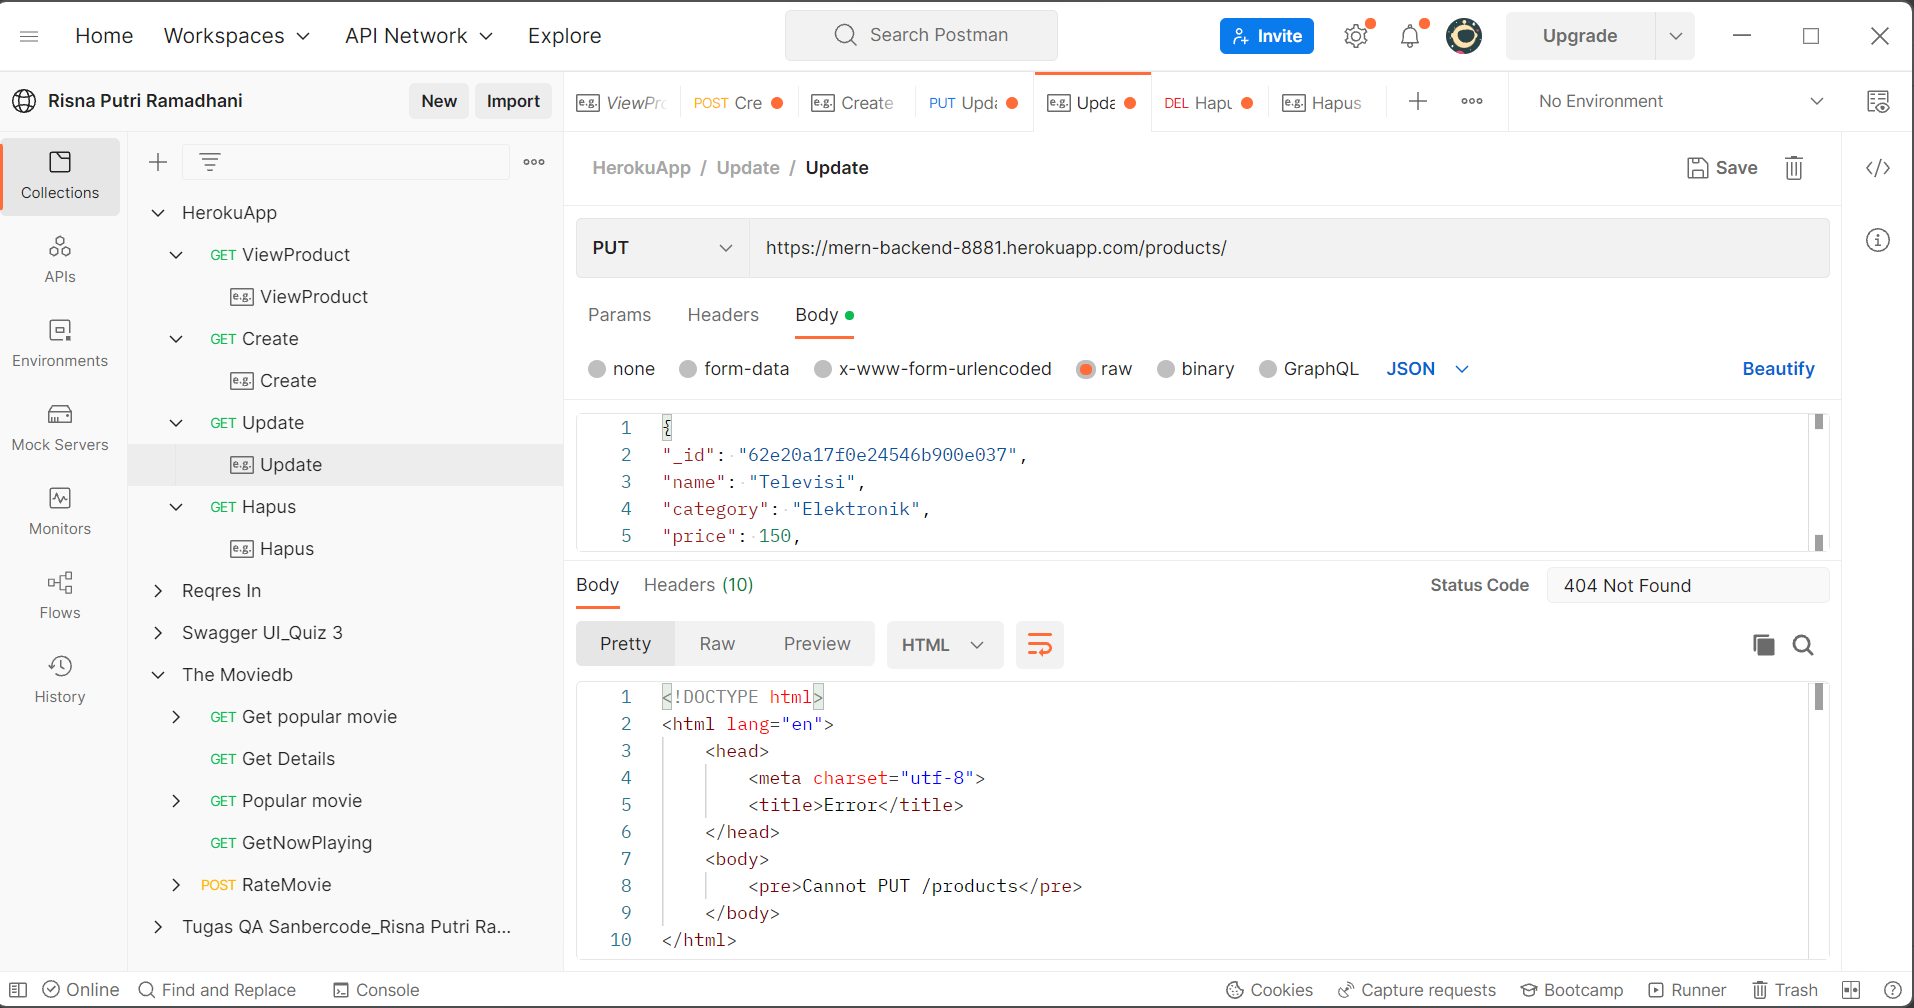 Home Workspaces API Network Explore Search Postman Invite Upgrade
Risna Putri Ramadhani New Import
e.g. ViewPr POST Cre e.g. Create PUT Upda e.g. Upda DEL Hapu e.g. Hapus No Environment
Collections
APIs
Environments
Mock Servers
Monitors
Flows
History
HerokuApp
GET ViewProduct
e.g. ViewProduct
GET Create
e.g. Create
GET Update
e.g. Update
GET Hapus
e.g. Hapus
Reqres In
Swagger UI_Quiz 3
The Moviedb
GET Get popular movie
GET Get Details
GET Popular movie
GET GetNowPlaying
POST RateMovie
Tugas QA Sanbercode_Risna Putri Ra...
HerokuApp / Update / Update Save
PUT https://mern-backend-8881.herokuapp.com/products/
Params Headers Body
none form-data x-www-form-urlencoded raw binary GraphQL JSON Beautify
1 {
2 "_id": "62e20a17f0e24546b900e037",
3 "name": "Televisi",
4 "category": "Elektronik",
5 "price": 150,
Body Headers (10) Status Code 404 Not Found
Pretty Raw Preview HTML
1 <!DOCTYPE html>
2 <html lang="en">
3 <head>
4 <meta charset="utf-8">
5 <title>Error</title>
6 </head>
7 <body>
8 <pre>Cannot PUT /products</pre>
9 </body>
10 </html>
Online Find and Replace Console Cookies Capture requests Bootcamp Runner Trash